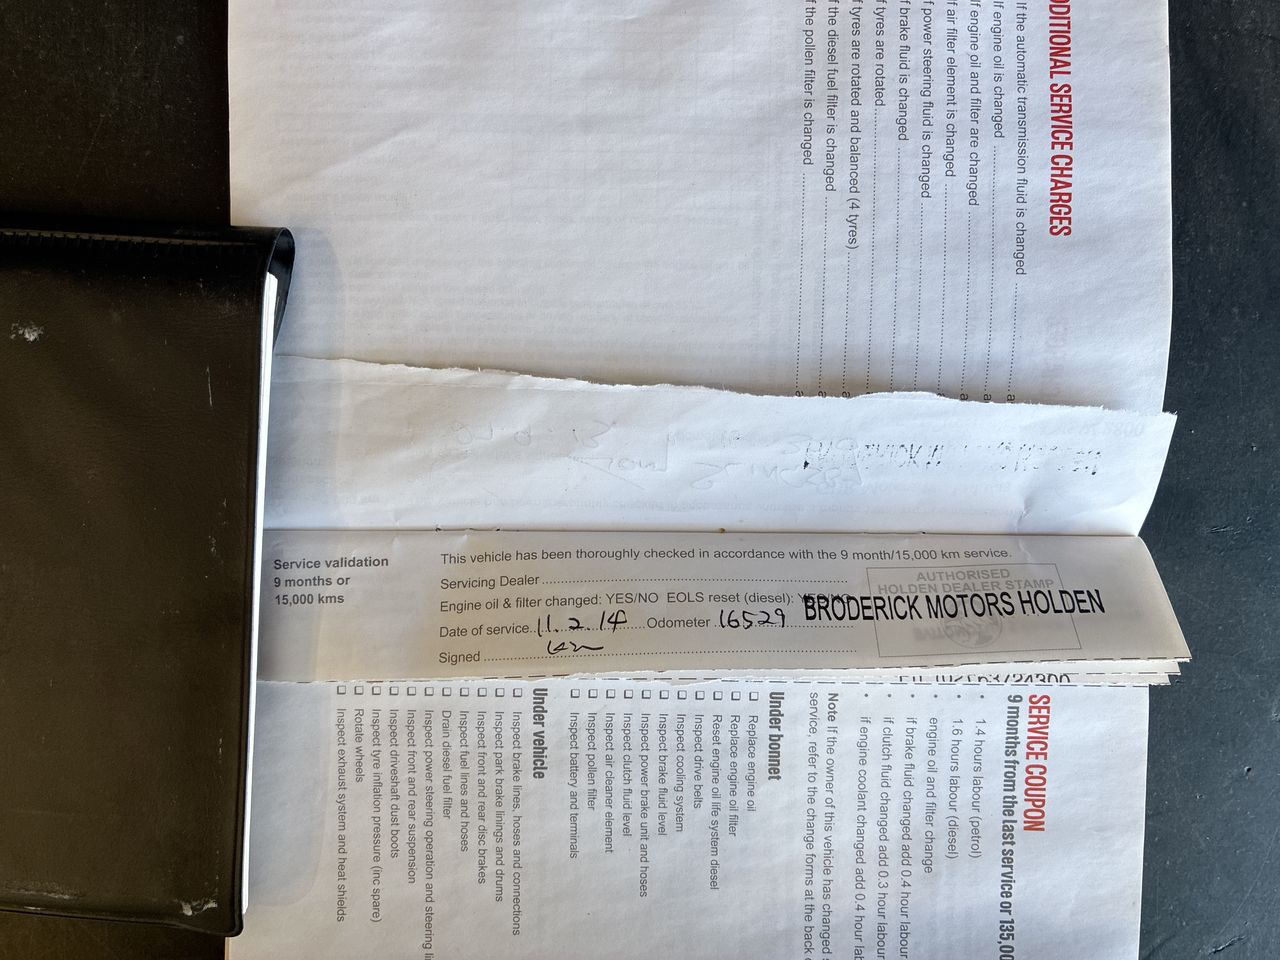 ADDITIONAL SERVICE CHARGES
If the automatic transmission fluid is changed
If engine oil is changed
If engine oil and filter are changed
If air filter element is changed
If power steering fluid is changed
If brake fluid is changed
If tyres are rotated
If tyres are rotated and balanced (4 tyres)
If the diesel fuel filter is changed
If the pollen filter is changed
Service validation
9 months or
15,000 kms
This vehicle has been thoroughly checked in accordance with the 9 month/15,000 km service.
Servicing Dealer
Engine oil & filter changed: YES/NO EOLS reset (diesel): YES/NO
Date of service 11.2.14 Odometer 16529
Signed
AUTHORISED
HOLDEN DEALER STAMP
BRODERICK MOTORS HOLDEN
SERVICE COUPON
9 months from the last service or 135,00
• 1.4 hours labour (petrol)
• 1.6 hours labour (diesel)
• engine oil and filter change
• if brake fluid changed add 0.4 hour labour
• if clutch fluid changed add 0.3 hour labour
• if engine coolant changed add 0.4 hour lab
Note If the owner of this vehicle has changed
service, refer to the change forms at the back
Under bonnet
❑ Replace engine oil
❑ Replace engine oil filter
❑ Reset engine oil life system diesel
❑ Inspect drive belts
❑ Inspect cooling system
❑ Inspect brake fluid level
❑ Inspect power brake unit and hoses
❑ Inspect clutch fluid level
❑ Inspect air cleaner element
❑ Inspect pollen filter
❑ Inspect battery and terminals
Under vehicle
❑ Inspect brake lines, hoses and connections
❑ Inspect park brake linings and drums
❑ Inspect front and rear disc brakes
❑ Inspect fuel lines and hoses
❑ Drain diesel fuel filter
❑ Inspect power steering operation and steering li
❑ Inspect front and rear suspension
❑ Inspect driveshaft dust boots
❑ Inspect tyre inflation pressure (inc spare)
❑ Rotate wheels
❑ Inspect exhaust system and heat shields